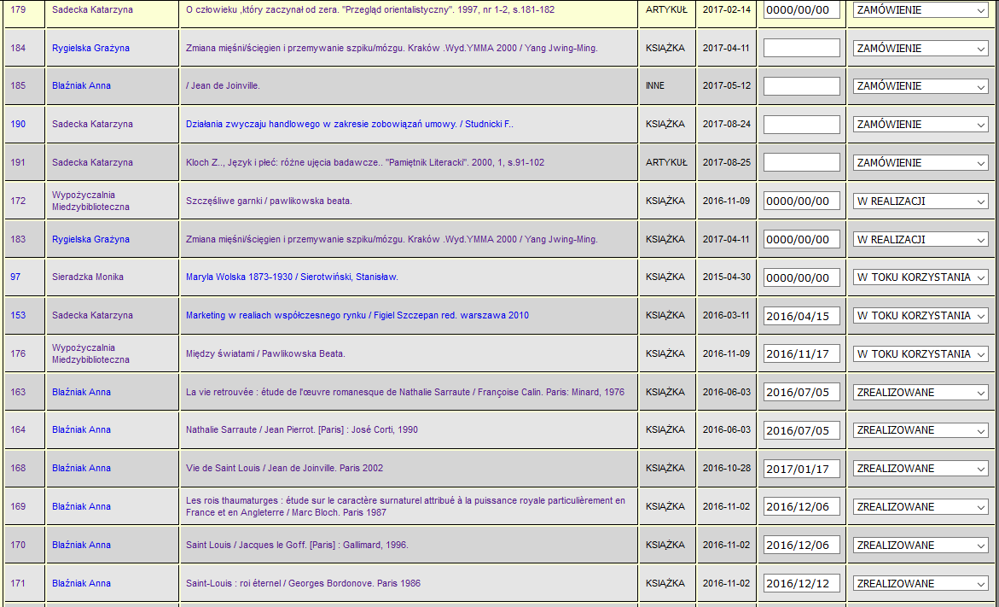 179 Sadecka Katarzyna O człowieku ,który zaczynał od zera. "Przegląd orientalistyczny". 1997, nr 1-2, s.181-182 ARTYKUŁ 2017-02-14 0000/00/00 ZAMÓWIENIE
184 Rygielska Grażyna Zmiana mięśni/ścięgien i przemywanie szpiku/mózgu. Kraków .Wyd.YMMA 2000 / Yang Jwing-Ming. KSIĄŻKA 2017-04-11 ZAMÓWIENIE
185 Błaźniak Anna / Jean de Joinville. INNE 2017-05-12 ZAMÓWIENIE
190 Sadecka Katarzyna Działania zwyczaju handlowego w zakresie zobowiązań umowy. / Studnicki F.. KSIĄŻKA 2017-08-24 ZAMÓWIENIE
191 Sadecka Katarzyna Kloch Z.., Język i płeć: różne ujęcia badawcze.. "Pamiętnik Literacki". 2000, 1, s.91-102 ARTYKUŁ 2017-08-25 ZAMÓWIENIE
172 Wypożyczalnia
Miedzybiblioteczna Szczęśliwe garnki / pawlikowska beata. KSIĄŻKA 2016-11-09 0000/00/00 W REALIZACJI
183 Rygielska Grażyna Zmiana mięśni/ścięgien i przemywanie szpiku/mózgu. Kraków .Wyd.YMMA 2000 / Yang Jwing-Ming. KSIĄŻKA 2017-04-11 0000/00/00 W REALIZACJI
97 Sieradzka Monika Maryla Wolska 1873-1930 / Sierotwiński, Stanisław. KSIĄŻKA 2015-04-30 0000/00/00 W TOKU KORZYSTANIA
153 Sadecka Katarzyna Marketing w realiach współczesnego rynku / Figiel Szczepan red. warszawa 2010 KSIĄŻKA 2016-03-11 2016/04/15 W TOKU KORZYSTANIA
176 Wypożyczalnia
Miedzybiblioteczna Między światami / Pawlikowska Beata. KSIĄŻKA 2016-11-09 2016/11/17 W TOKU KORZYSTANIA
163 Błaźniak Anna La vie retrouvée : étude de l'œuvre romanesque de Nathalie Sarraute / Françoise Calin. Paris: Minard, 1976 KSIĄŻKA 2016-06-03 2016/07/05 ZREALIZOWANE
164 Błaźniak Anna Nathalie Sarraute / Jean Pierrot. [Paris] : José Corti, 1990 KSIĄŻKA 2016-06-03 2016/07/05 ZREALIZOWANE
168 Błaźniak Anna Vie de Saint Louis / Jean de Joinville. Paris 2002 KSIĄŻKA 2016-10-28 2017/01/17 ZREALIZOWANE
169 Błaźniak Anna Les rois thaumaturges : étude sur le caractère surnaturel attribué à la puissance royale particulièrement en
France et en Angleterre / Marc Bloch. Paris 1987 KSIĄŻKA 2016-11-02 2016/12/06 ZREALIZOWANE
170 Błaźniak Anna Saint Louis / Jacques le Goff. [Paris] : Gallimard, 1996. KSIĄŻKA 2016-11-02 2016/12/06 ZREALIZOWANE
171 Błaźniak Anna Saint-Louis : roi éternel / Georges Bordonove. Paris 1986 KSIĄŻKA 2016-11-02 2016/12/12 ZREALIZOWANE